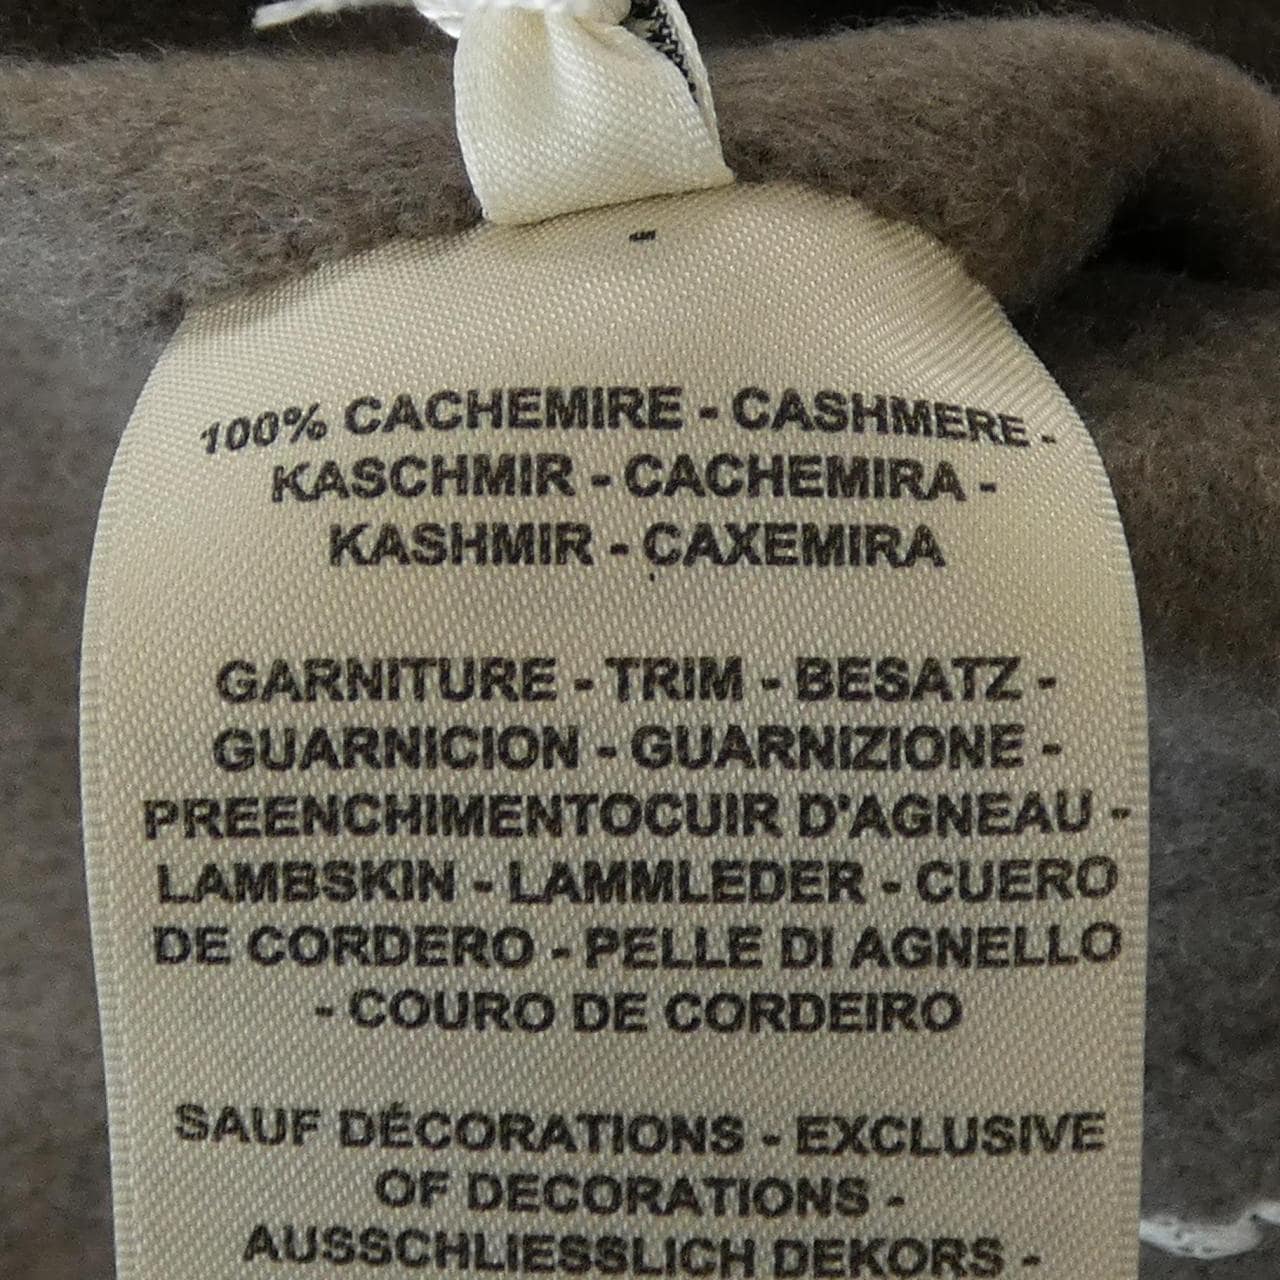 100% CACHEMIRE - CASHMERE -
KASCHMIR - CACHEMIRA -
KASHMIR - CAXEMIRA
GARNITURE - TRIM - BESATZ -
GUARNICION - GUARNIZIONE -
PREENCHIMENTOCUIR D'AGNEAU -
LAMBSKIN - LAMMLEDER - CUERO
DE CORDERO - PELLE DI AGNELLO
- COURO DE CORDEIRO
SAUF DÉCORATIONS - EXCLUSIVE
OF DECORATIONS -
AUSSCHLIESSLICH DEKORS -